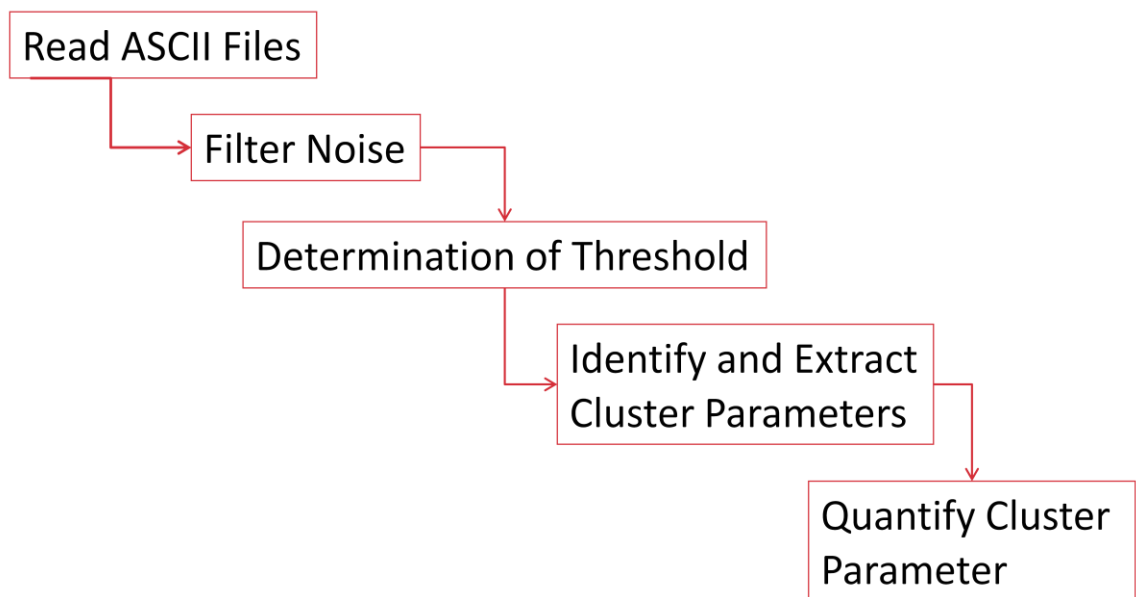 Read ASCII Files
Filter Noise
Determination of Threshold
Identify and Extract
Cluster Parameters
Quantify Cluster
Parameter